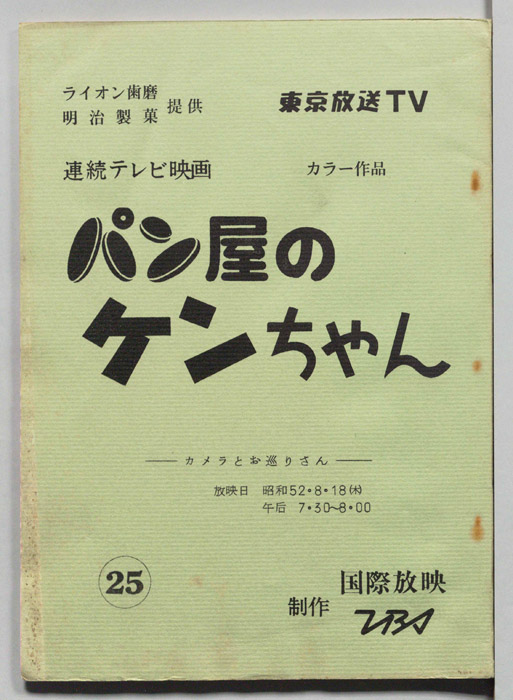 ライオン歯磨
明治製菓 提供
東京放送TV
連続テレビ映画 カラー作品
パン屋の
ケンちゃん
――カメラとお巡りさん――
放映日 昭和52・8・18(木)
午后 7・30~8・00
25
国際放映
制作 TBS